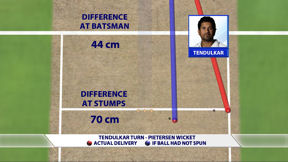 DIFFERENCE
AT BATSMAN
44 cm
TENDULKAR
DIFFERENCE
AT STUMPS
70 cm
TENDULKAR TURN - PIETERSEN WICKET
ACTUAL DELIVERY IF BALL HAD NOT SPUN